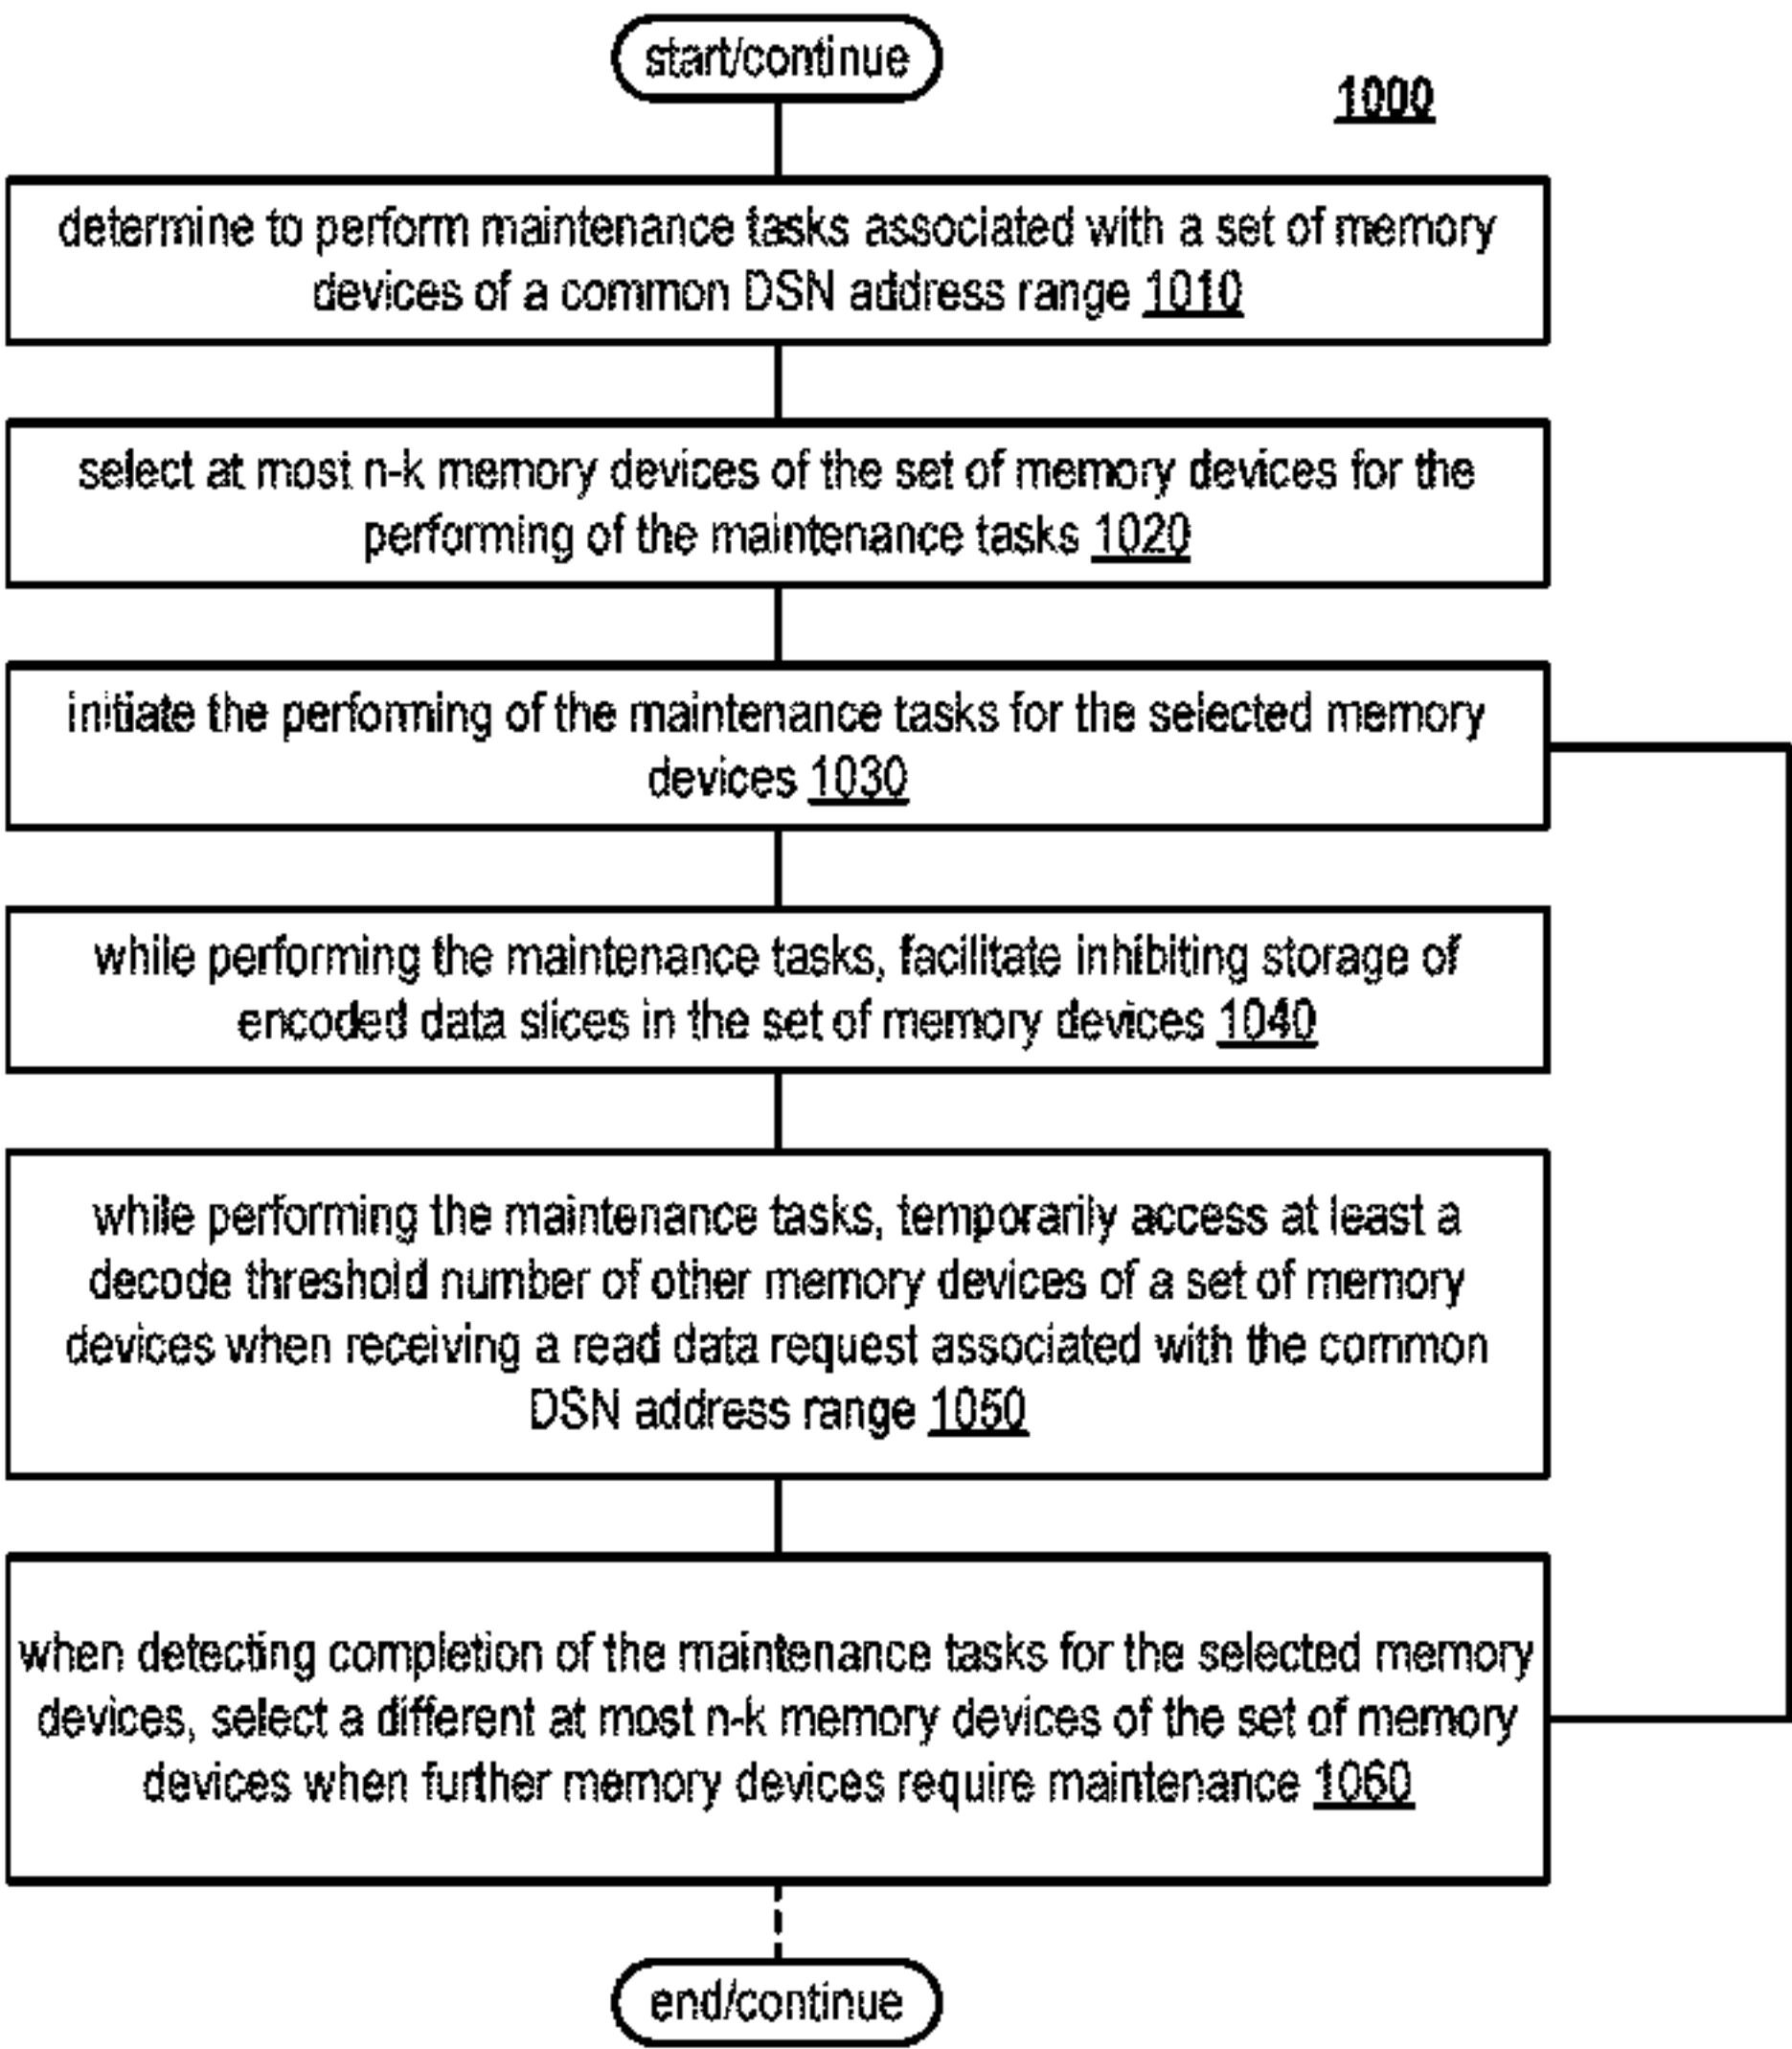 start/continue
1000
determine to perform maintenance tasks associated with a set of memory
devices of a common DSN address range 1010
select at most n-k memory devices of the set of memory devices for the
performing of the maintenance tasks 1020
initiate the performing of the maintenance tasks for the selected memory
devices 1030
while performing the maintenance tasks, facilitate inhibiting storage of
encoded data slices in the set of memory devices 1040
while performing the maintenance tasks, temporarily access at least a
decode threshold number of other memory devices of a set of memory
devices when receiving a read data request associated with the common
DSN address range 1050
when detecting completion of the maintenance tasks for the selected memory
devices, select a different at most n-k memory devices of the set of memory
devices when further memory devices require maintenance 1060
end/continue